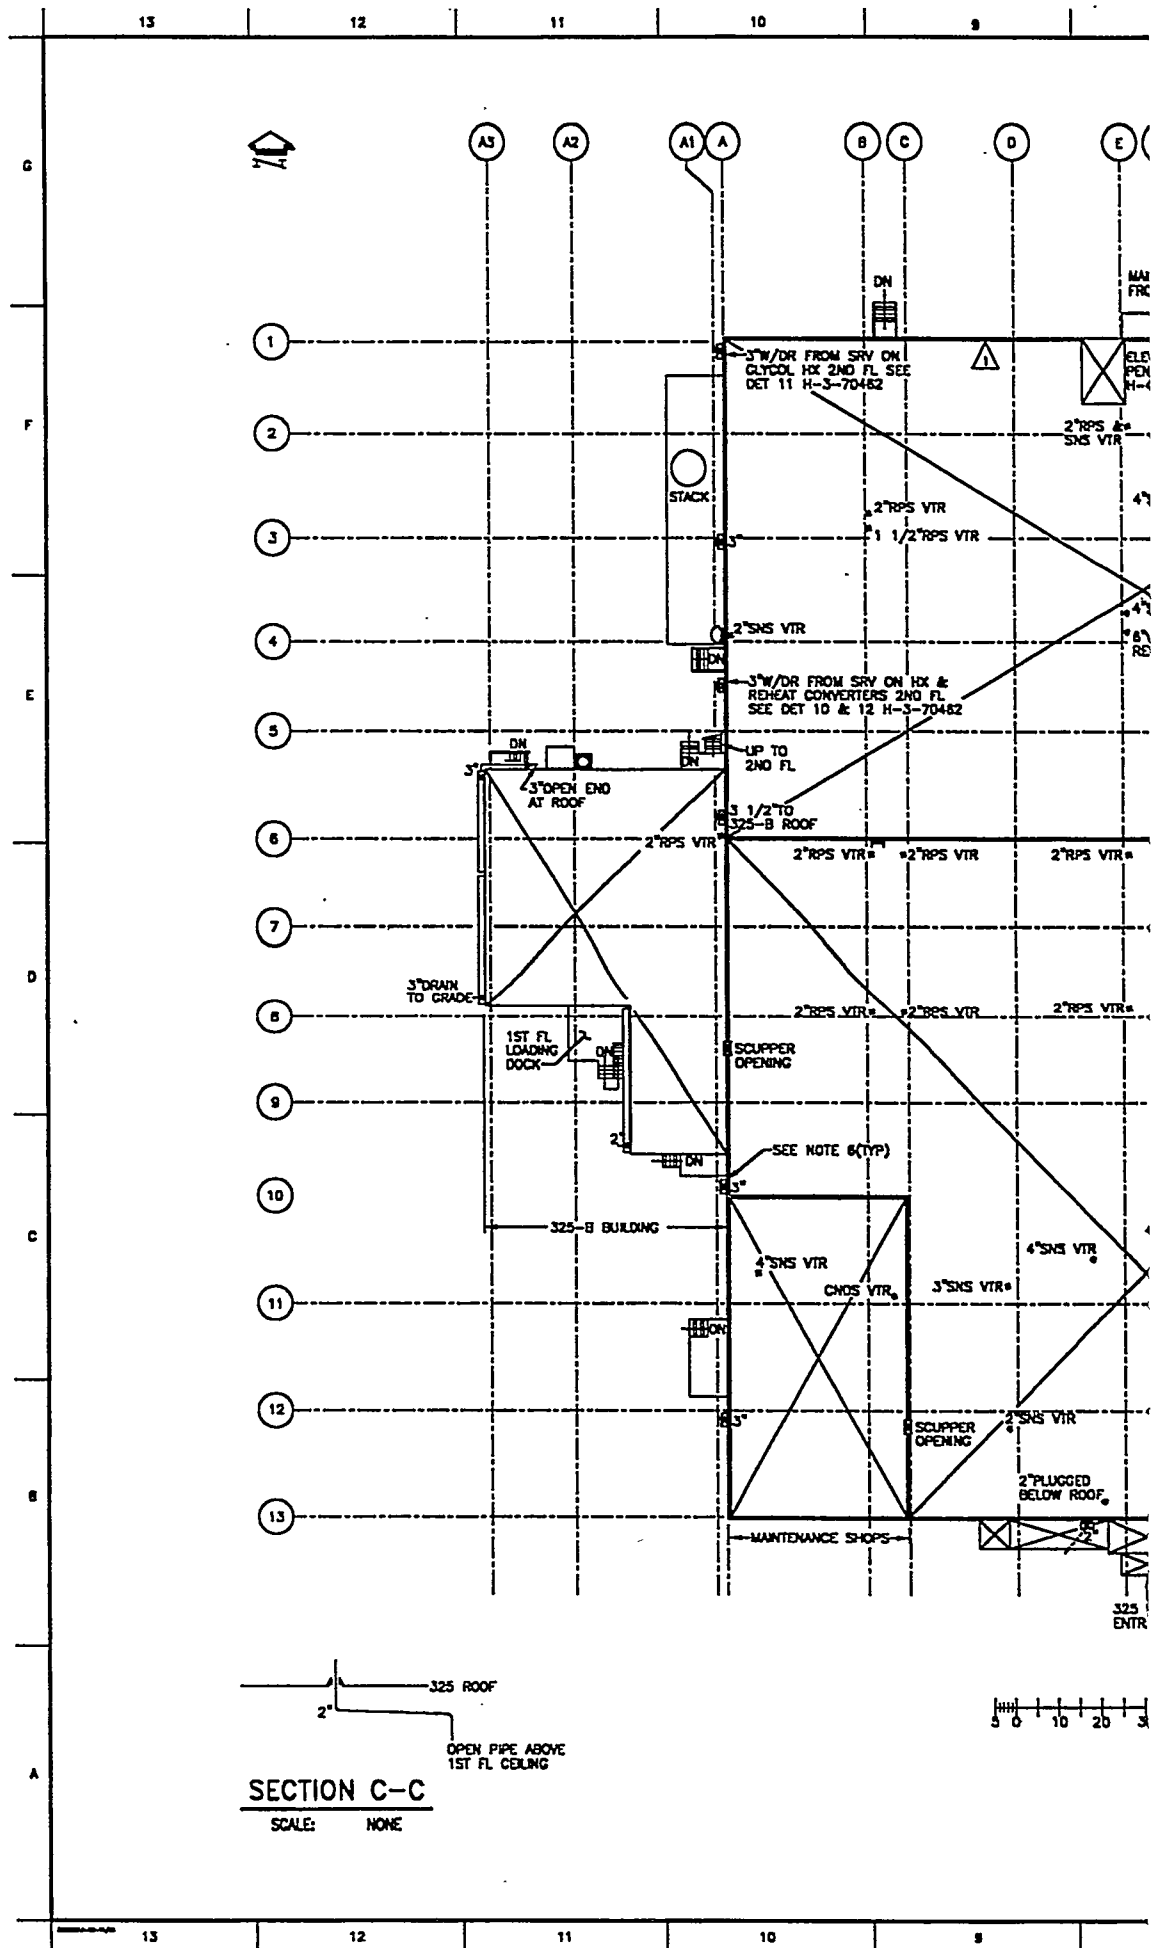 13 12 11 10 9
G
A3 A2 A1 A B C D E
DN
1
3"W/DR FROM SRV ON
GLYCOL HX 2ND FL SEE
DET 11 H-3-70462
1
F
2
2"RPS &
SNS VTR
STACK
2"RPS VTR
3
3"
1 1/2"RPS VTR
4
2"SNS VTR
DN
E
3"W/DR FROM SRV ON HX &
REHEAT CONVERTERS 2ND FL
SEE DET 10 & 12 H-3-70462
5
DN
DN
UP TO
2ND FL
3"
3"OPEN END
AT ROOF
3 1/2"TO
325-B ROOF
6
2"RPS VTR
2"RPS VTR
2"RPS VTR
2"RPS VTR
7
D
3"DRAIN
TO GRADE
8
2"RPS VTR
2"RPS VTR
2"RPS VTR
1ST FL
LOADING
DOCK
DN
SCUPPER
OPENING
9
2"
DN
SEE NOTE 6(TYP)
10
3"
C
325-B BUILDING
4"SNS VTR
4"SNS VTR
CNDS VTR
3"SNS VTR
11
DN
12
3"
2"SNS VTR
SCUPPER
OPENING
B
2"PLUGGED
BELOW ROOF
13
MAINTENANCE SHOPS
2"
325
ENTR
325 ROOF
2"
OPEN PIPE ABOVE
1ST FL CEILING
5 0 10 20
A
SECTION C-C
SCALE: NONE
13 12 11 10 9